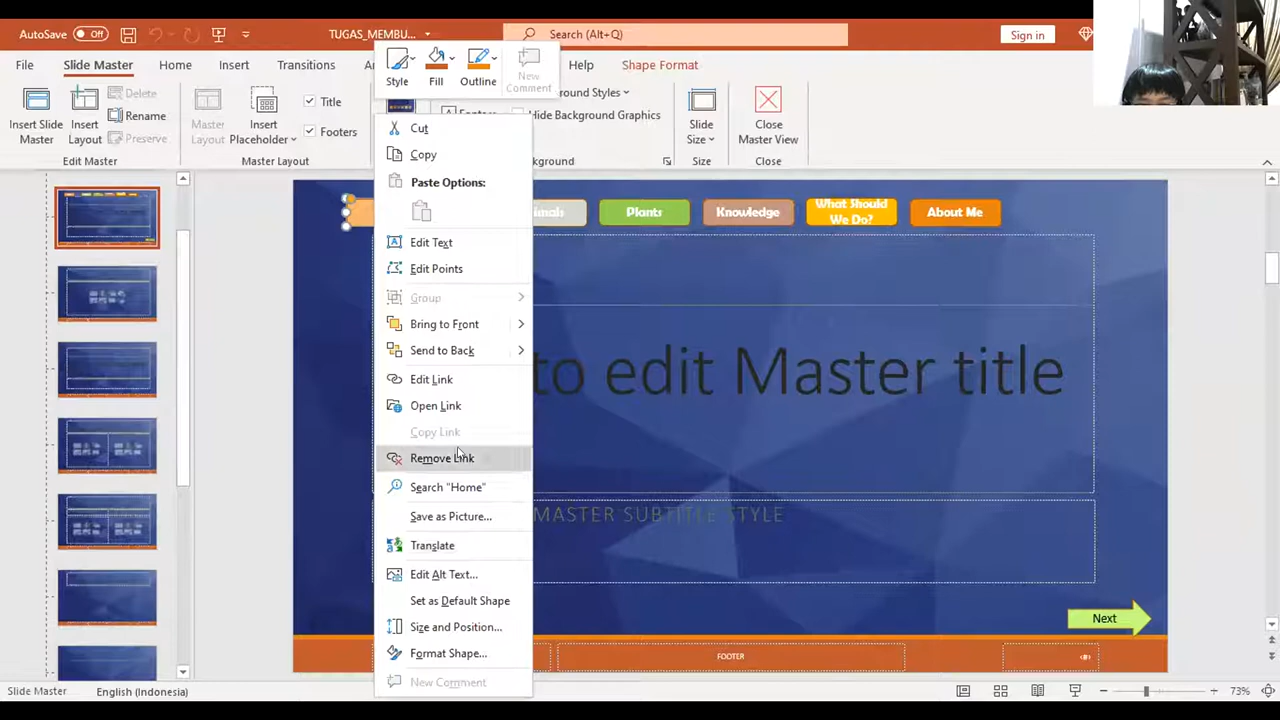 AutoSave Off TUGAS_MEMBU... Search (Alt+Q) Sign in
File Slide Master Home Insert Transitions Help Shape Format
Style Fill Outline New Comment
Insert Slide Master
Insert Layout
Delete
Rename
Preserve
Edit Master
Master Layout
Insert Placeholder
Title
Footers
Master Layout
Fonts
Hide Background Graphics
Slide Size
Size
Close Master View
Close
Cut
Copy
Paste Options:
Edit Text
Edit Points
Group
Bring to Front
Send to Back
Edit Link
Open Link
Copy Link
Remove Link
Search "Home"
Save as Picture...
Translate
Edit Alt Text...
Set as Default Shape
Size and Position...
Format Shape...
New Comment
Plants
Knowledge
What Should
We Do?
About Me
to edit Master title
MASTER SUBTITLE STYLE
Next
FOOTER
‹#›
Slide Master English (Indonesia) 73%